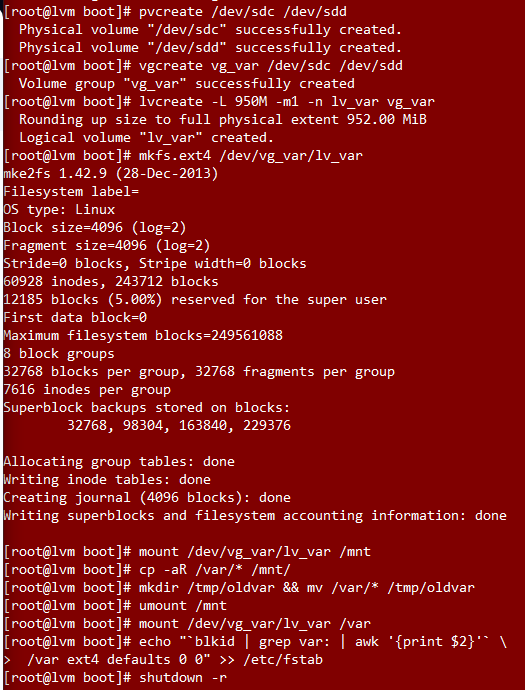 [root@lvm boot]# pvcreate /dev/sdc /dev/sdd
  Physical volume "/dev/sdc" successfully created.
  Physical volume "/dev/sdd" successfully created.
[root@lvm boot]# vgcreate vg_var /dev/sdc /dev/sdd
  Volume group "vg_var" successfully created
[root@lvm boot]# lvcreate -L 950M -m1 -n lv_var vg_var
  Rounding up size to full physical extent 952.00 MiB
  Logical volume "lv_var" created.
[root@lvm boot]# mkfs.ext4 /dev/vg_var/lv_var
mke2fs 1.42.9 (28-Dec-2013)
Filesystem label=
OS type: Linux
Block size=4096 (log=2)
Fragment size=4096 (log=2)
Stride=0 blocks, Stripe width=0 blocks
60928 inodes, 243712 blocks
12185 blocks (5.00%) reserved for the super user
First data block=0
Maximum filesystem blocks=249561088
8 block groups
32768 blocks per group, 32768 fragments per group
7616 inodes per group
Superblock backups stored on blocks:
        32768, 98304, 163840, 229376

Allocating group tables: done
Writing inode tables: done
Creating journal (4096 blocks): done
Writing superblocks and filesystem accounting information: done

[root@lvm boot]# mount /dev/vg_var/lv_var /mnt
[root@lvm boot]# cp -aR /var/* /mnt/
[root@lvm boot]# mkdir /tmp/oldvar && mv /var/* /tmp/oldvar
[root@lvm boot]# umount /mnt
[root@lvm boot]# mount /dev/vg_var/lv_var /var
[root@lvm boot]# echo "`blkid | grep var: | awk '{print $2}'` \
>  /var ext4 defaults 0 0" >> /etc/fstab
[root@lvm boot]# shutdown -r